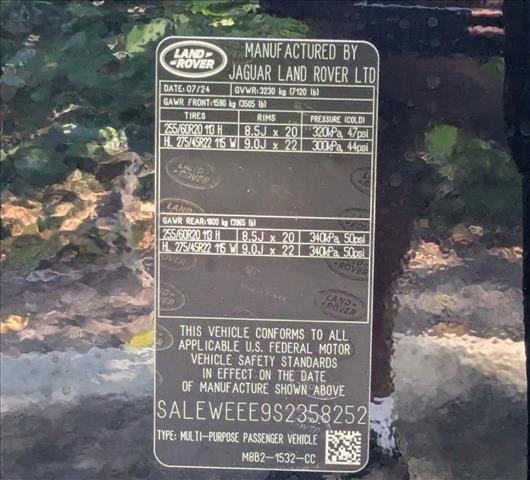 LAND-
-ROVER
MANUFACTURED BY
JAGUAR LAND ROVER LTD
DATE: 07/24 GVWR: 3230 kg (7120 lb)
GAWR FRONT: 1590 kg (3505 lb)
TIRES RIMS PRESSURE (COLD)
255/60R20 113 H 8.5J x 20 320kPa, 47psi
HL 275/45R22 115 W 9.0J x 22 300kPa, 44psi
GAWR REAR: 1800 kg (3965 lb)
255/60R20 113 H 8.5J x 20 340kPa, 50psi
HL 275/45R22 115 W 9.0J x 22 340kPa, 50psi
THIS VEHICLE CONFORMS TO ALL
APPLICABLE U.S. FEDERAL MOTOR
VEHICLE SAFETY STANDARDS
IN EFFECT ON THE DATE
OF MANUFACTURE SHOWN ABOVE
SALEWEEE9S2358252
TYPE: MULTI-PURPOSE PASSENGER VEHICLE
M8B2-1532-CC